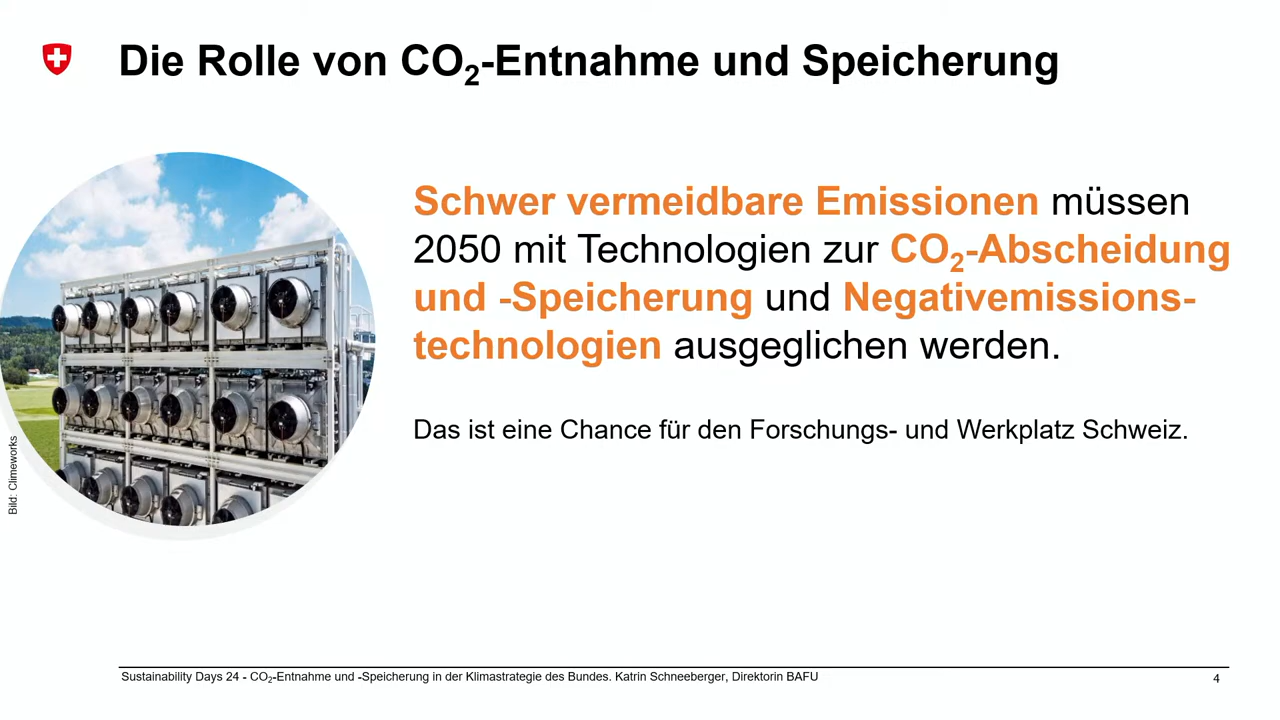 Die Rolle von CO₂-Entnahme und Speicherung
Schwer vermeidbare Emissionen müssen
2050 mit Technologien zur CO₂-Abscheidung
und -Speicherung und Negativemissions-
technologien ausgeglichen werden.
Das ist eine Chance für den Forschungs- und Werkplatz Schweiz.
Bild: Climeworks
Sustainability Days 24 - CO₂-Entnahme und -Speicherung in der Klimastrategie des Bundes. Katrin Schneeberger, Direktorin BAFU
4